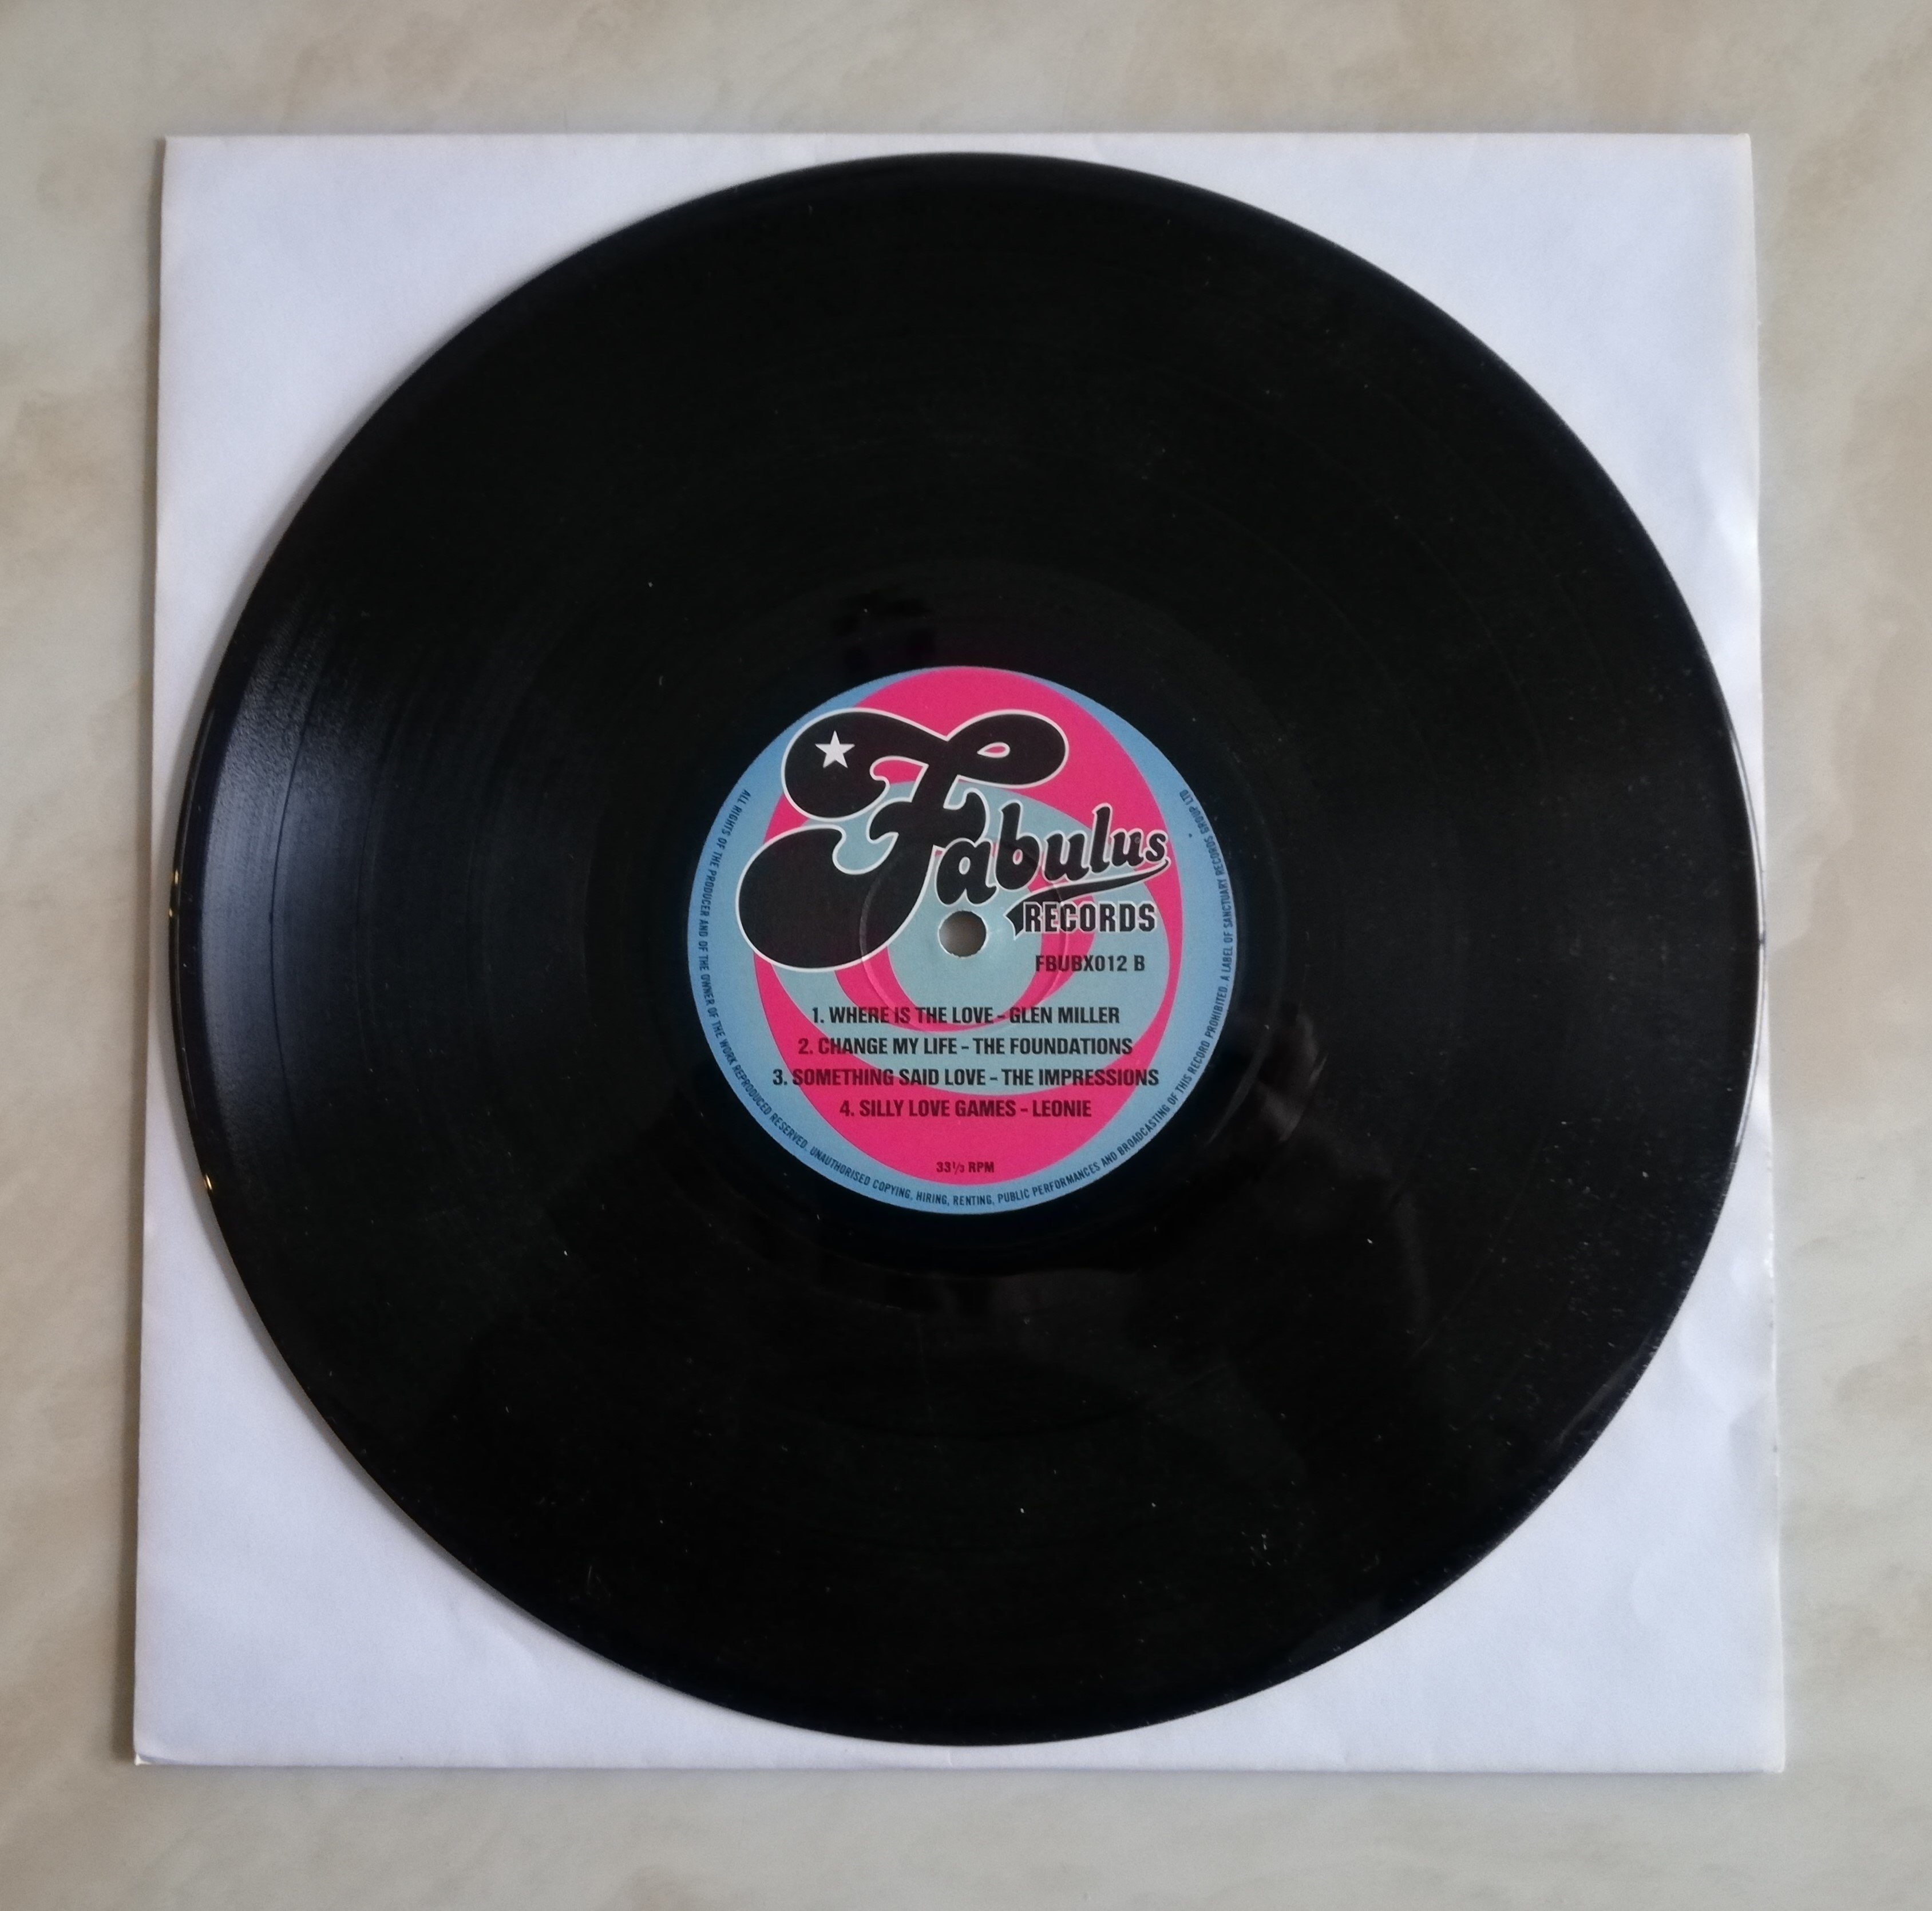 Fabulus
RECORDS
FBUBX012 B
1. WHERE IS THE LOVE - GLEN MILLER
2. CHANGE MY LIFE - THE FOUNDATIONS
3. SOMETHING SAID LOVE - THE IMPRESSIONS
4. SILLY LOVE GAMES - LEONIE
33 1/3 RPM
ALL RIGHTS OF THE PRODUCER AND OF THE OWNER OF THE WORK REPRODUCED RESERVED. UNAUTHORISED COPYING, HIRING, RENTING, PUBLIC PERFORMANCES AND BROADCASTING OF THIS RECORD PROHIBITED. A LABEL OF SANCTUARY RECORDS GROUP LTD